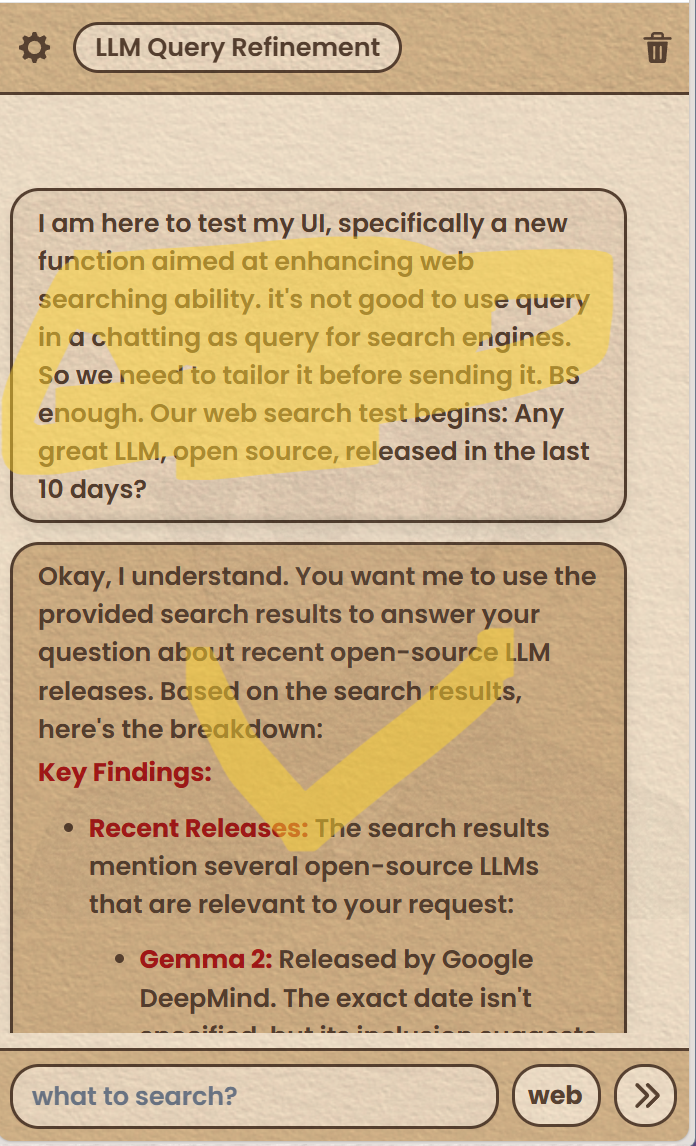 LLM Query Refinement
I am here to test my UI, specifically a new
function aimed at enhancing web
searching ability. it's not good to use query
in a chatting as query for search engines.
So we need to tailor it before sending it. BS
enough. Our web search test begins: Any
great LLM, open source, released in the last
10 days?
Okay, I understand. You want me to use the
provided search results to answer your
question about recent open-source LLM
releases. Based on the search results,
here's the breakdown:
Key Findings:
Recent Releases: The search results
mention several open-source LLMs
that are relevant to your request:
Gemma 2: Released by Google
DeepMind. The exact date isn't
specified, but its inclusion suggests
what to search?
web